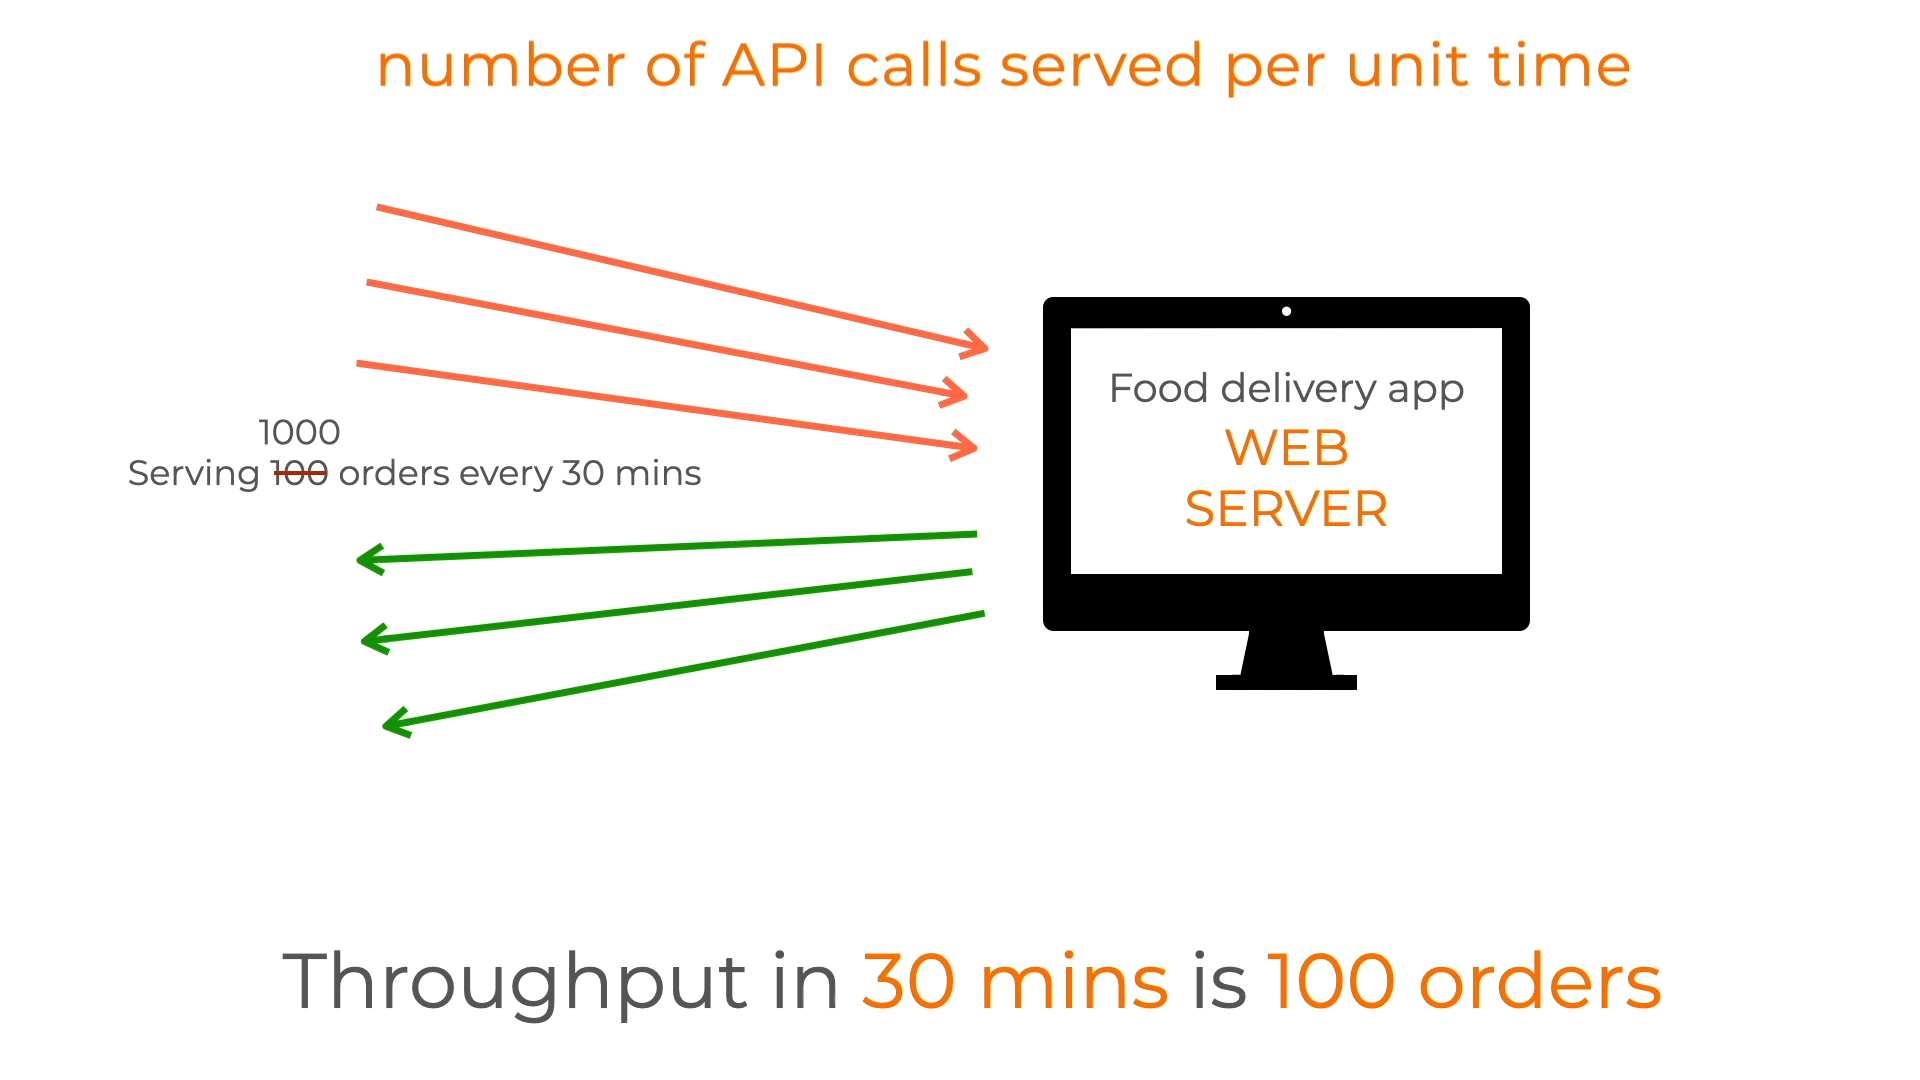 number of API calls served per unit time
1000
Serving 100 orders every 30 mins
Food delivery app
WEB
SERVER
Throughput in 30 mins is 100 orders